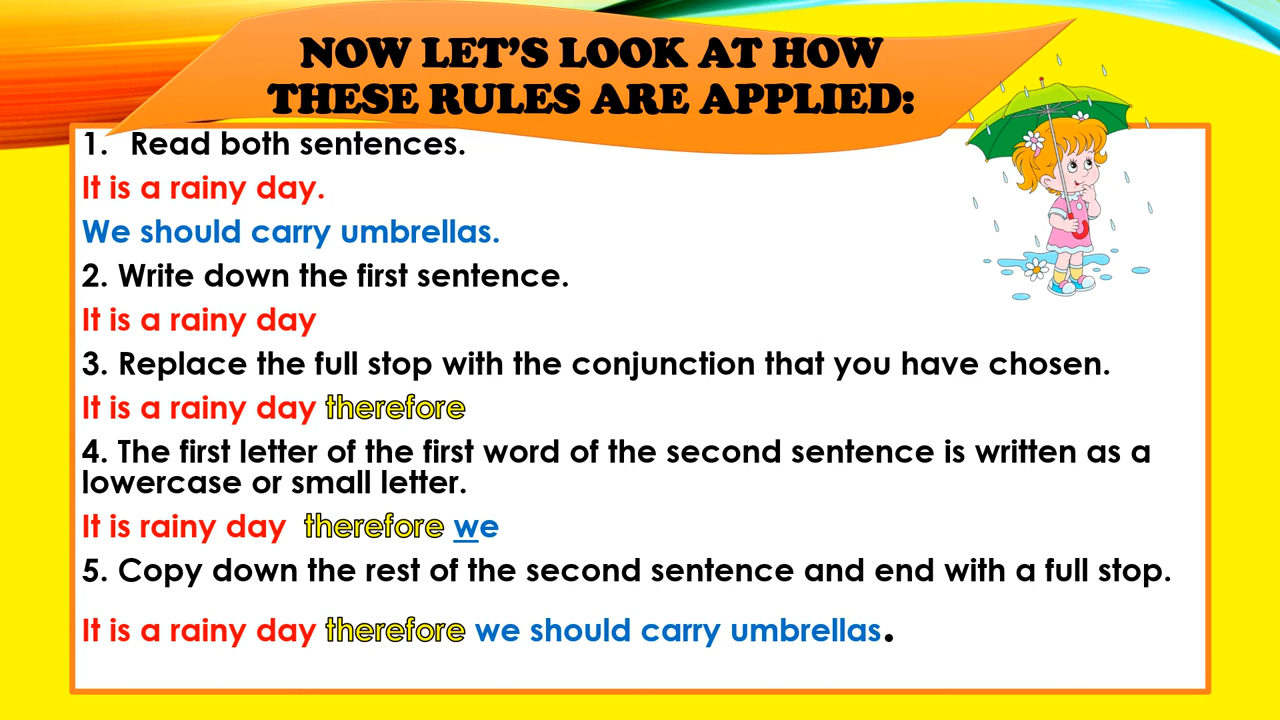 NOW LET'S LOOK AT HOW
THESE RULES ARE APPLIED:
1. Read both sentences.
It is a rainy day.
We should carry umbrellas.
2. Write down the first sentence.
It is a rainy day
3. Replace the full stop with the conjunction that you have chosen.
It is a rainy day therefore
4. The first letter of the first word of the second sentence is written as a
lowercase or small letter.
It is rainy day therefore we
5. Copy down the rest of the second sentence and end with a full stop.
It is a rainy day therefore we should carry umbrellas.